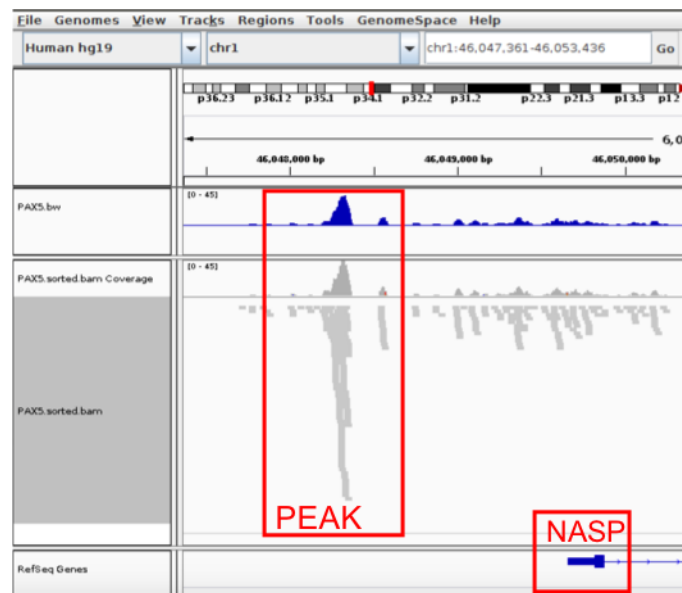 File Genomes View Tracks Regions Tools GenomeSpace Help
Human hg19 chr1 chr1:46,047,361-46,053,436 Go
p36.23 p36.12 p35.1 p34.1 p32.2 p31.2 p22.3 p21.3 p13.3 p12
6,0
46,048,000 bp 46,049,000 bp 46,050,000 bp
[0 - 45]
PAX5.bw
[0 - 45]
PAX5.sorted.bam Coverage
PAX5.sorted.bam
PEAK
NASP
RefSeq Genes